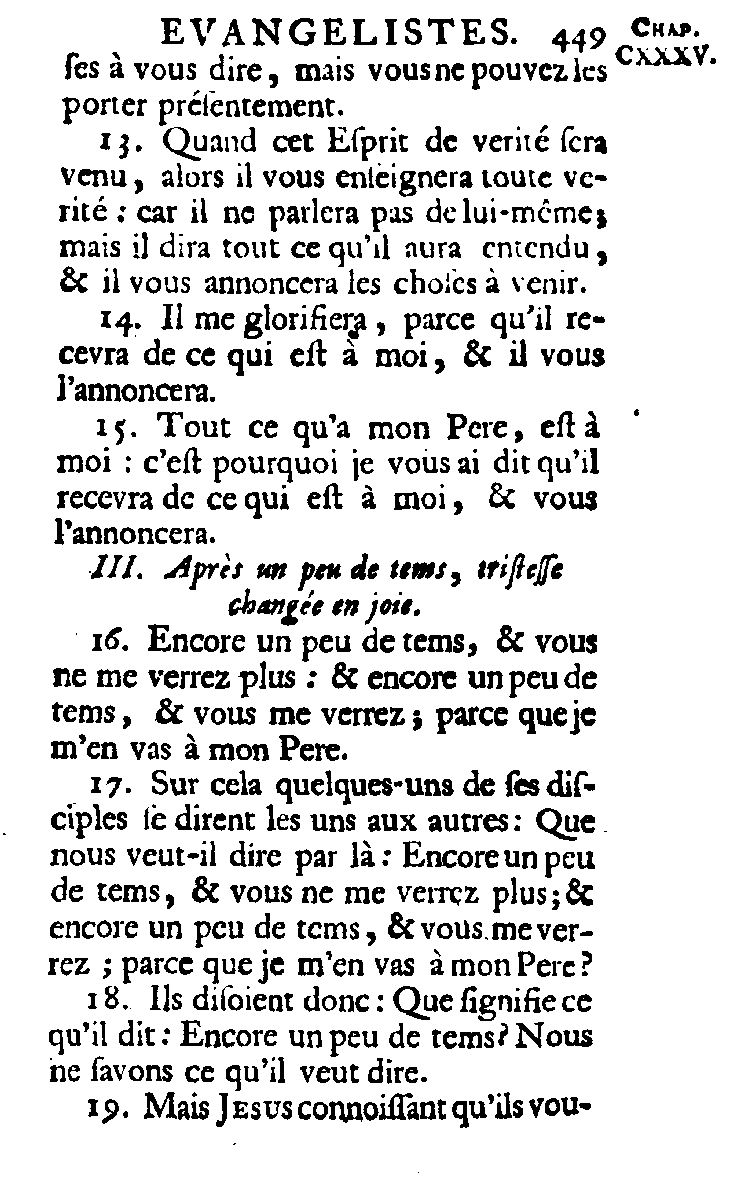 EVANGELISTES. 449 CHAP. CXXXV.
ſes à vous dire, mais vous ne pouvez les
porter préſentement.
13. Quand cet Eſprit de verité ſera
venu, alors il vous enſeignera toute ve-
rité : car il ne parlera pas de lui-même;
mais il dira tout ce qu'il aura entendu,
& il vous annoncera les choſes à venir.
14. Il me glorifiera, parce qu'il re-
cevra de ce qui eſt à moi, & il vous
l'annoncera.
15. Tout ce qu'a mon Pere, eſt à
moi : c'eſt pourquoi je vous ai dit qu'il
recevra de ce qui eſt à moi, & vous
l'annoncera.
III. Après un peu de tems, triſteſſe
changée en joie.
16. Encore un peu de tems, & vous
ne me verrez plus : & encore un peu de
tems, & vous me verrez; parce que je
m'en vas à mon Pere.
17. Sur cela quelques-uns de ſes diſ-
ciples ſe dirent les uns aux autres: Que
nous veut-il dire par là : Encore un peu
de tems, & vous ne me verrez plus; &
encore un peu de tems, & vous me ver-
rez ; parce que je m'en vas à mon Pere?
18. Ils diſoient donc : Que ſignifie ce
qu'il dit : Encore un peu de tems? Nous
ne ſavons ce qu'il veut dire.
19. Mais JESUS connoiſſant qu'ils vou-